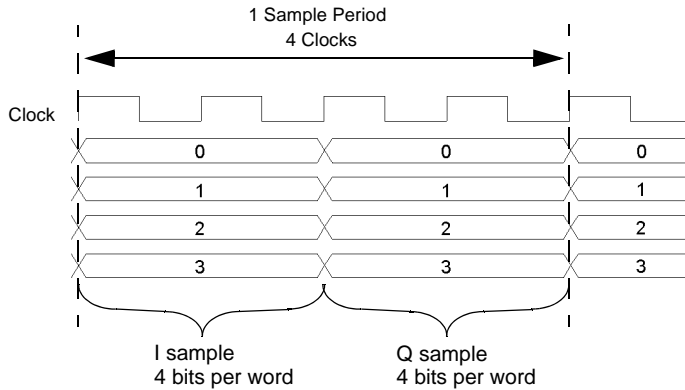 1 Sample Period
4 Clocks
Clock
0 0 0
1 1 1
2 2 2
3 3 3
I sample Q sample
4 bits per word 4 bits per word